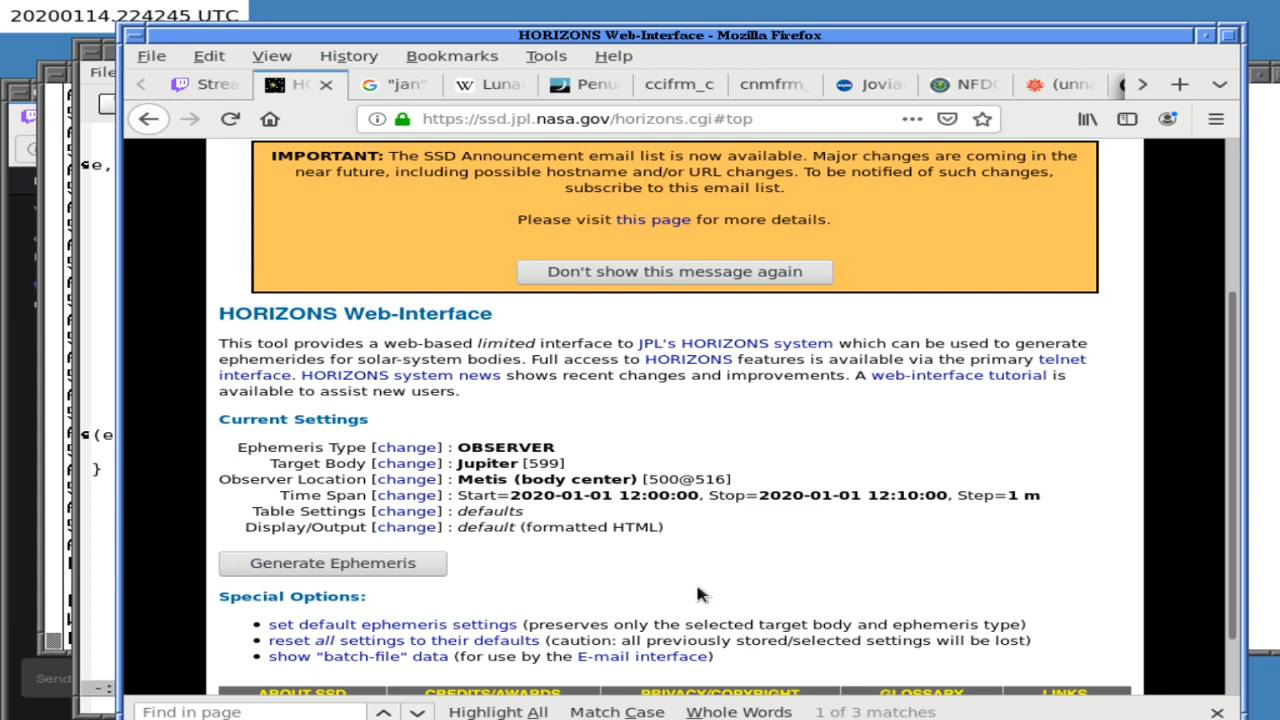 20200114.224245 UTC
HORIZONS Web-Interface - Mozilla Firefox
File Edit View History Bookmarks Tools Help
File
Strea HO "jan" Luna Penu ccifrm_c cnmfrm_ Jovia NFDC (unna
https://ssd.jpl.nasa.gov/horizons.cgi#top
IMPORTANT: The SSD Announcement email list is now available. Major changes are coming in the
near future, including possible hostname and/or URL changes. To be notified of such changes,
subscribe to this email list.
Please visit this page for more details.
Don't show this message again
HORIZONS Web-Interface
This tool provides a web-based limited interface to JPL's HORIZONS system which can be used to generate
ephemerides for solar-system bodies. Full access to HORIZONS features is available via the primary telnet
interface. HORIZONS system news shows recent changes and improvements. A web-interface tutorial is
available to assist new users.
Current Settings
Ephemeris Type [change] : OBSERVER
Target Body [change] : Jupiter [599]
Observer Location [change] : Metis (body center) [500@516]
Time Span [change] : Start=2020-01-01 12:00:00, Stop=2020-01-01 12:10:00, Step=1 m
Table Settings [change] : defaults
Display/Output [change] : default (formatted HTML)
Generate Ephemeris
Special Options:
• set default ephemeris settings (preserves only the selected target body and ephemeris type)
• reset all settings to their defaults (caution: all previously stored/selected settings will be lost)
• show "batch-file" data (for use by the E-mail interface)
ABOUT SSD CREDITS/AWARDS PRIVACY/COPYRIGHT GLOSSARY LINKS
Send
Find in page Highlight All Match Case Whole Words 1 of 3 matches